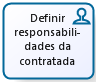 Definir
responsabili-
dades da
contratada